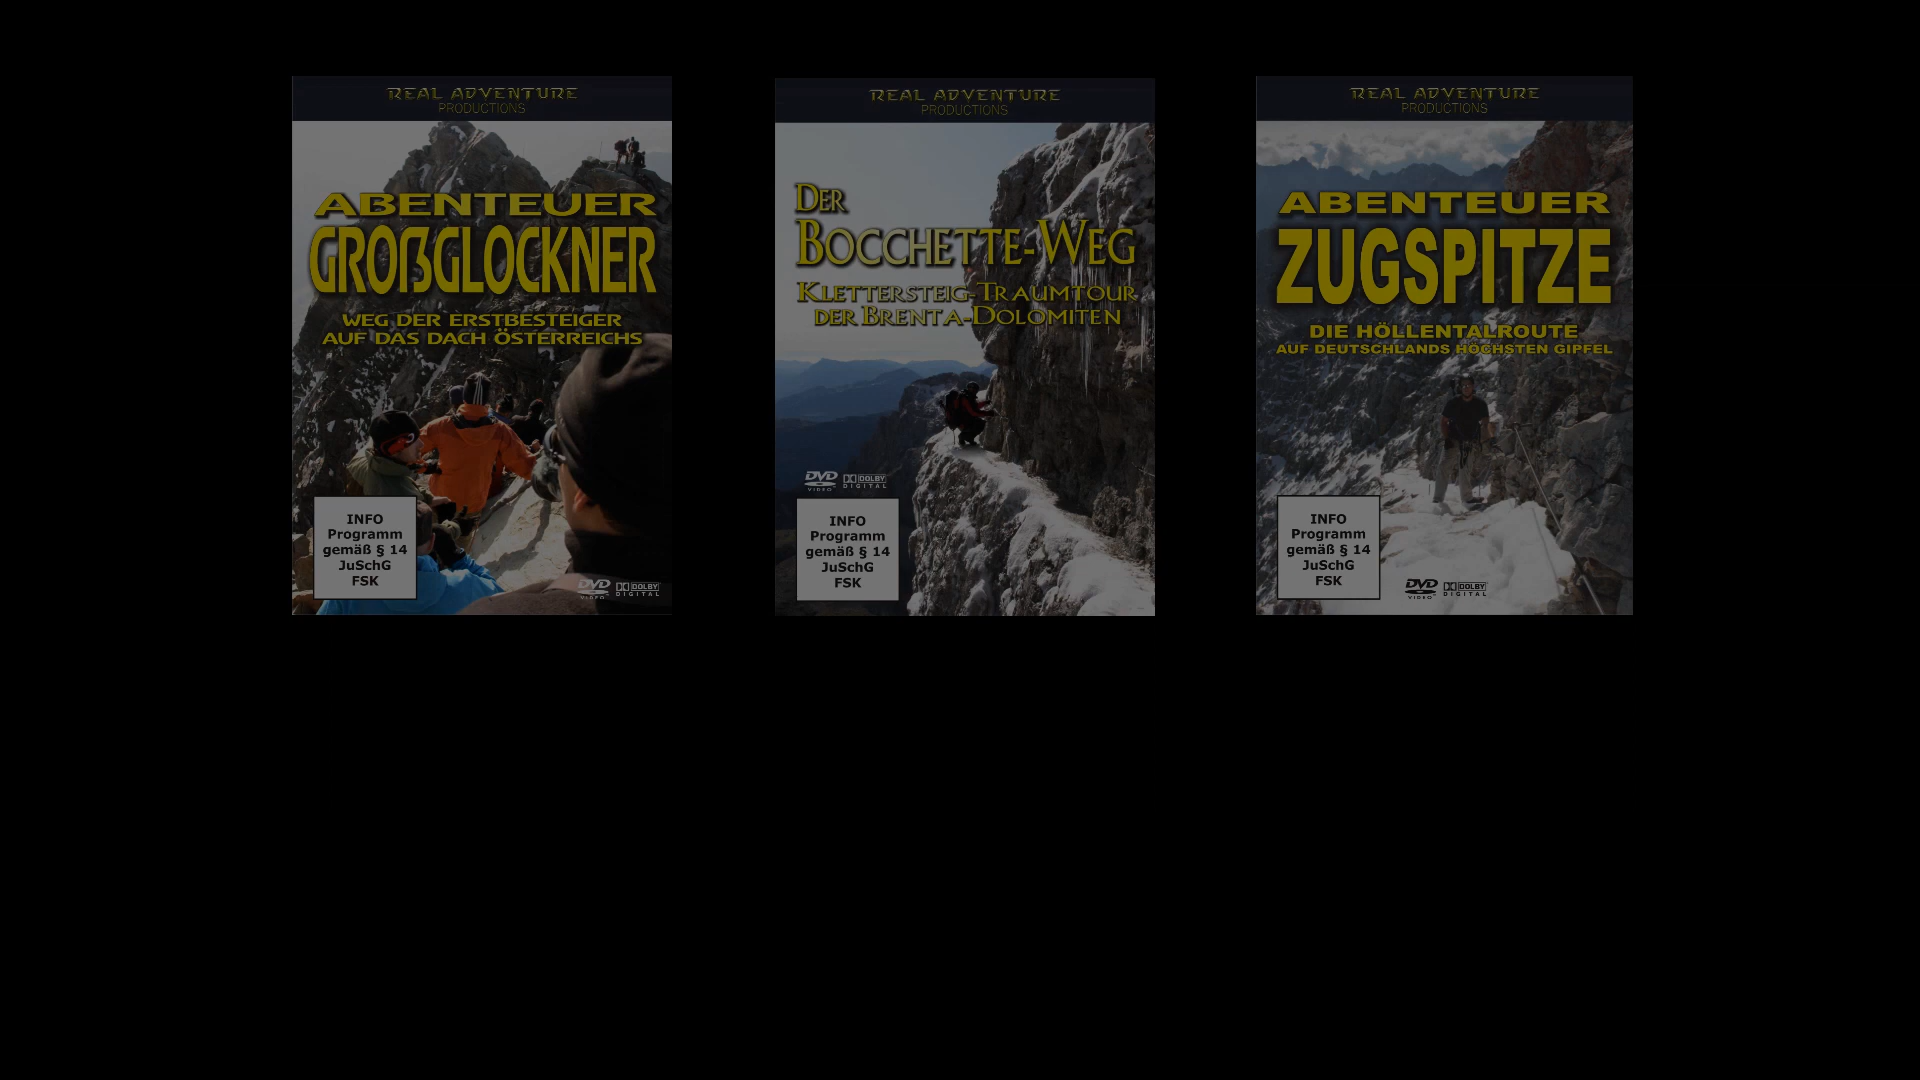 REAL ADVENTURE
PRODUCTIONS
ABENTEUER
GROßGLOCKNER
WEG DER ERSTBESTEIGER
AUF DAS DACH ÖSTERREICHS
INFO
Programm
gemäß § 14
JuSchG
FSK
DVD
VIDEO
DOLBY
DIGITAL
REAL ADVENTURE
PRODUCTIONS
DER
BOCCHETTE-WEG
KLETTERSTEIG-TRAUMTOUR
DER BRENTA-DOLOMITEN
DVD
VIDEO
DOLBY
DIGITAL
INFO
Programm
gemäß § 14
JuSchG
FSK
REAL ADVENTURE
PRODUCTIONS
ABENTEUER
ZUGSPITZE
DIE HÖLLENTALROUTE
AUF DEUTSCHLANDS HÖCHSTEN GIPFEL
INFO
Programm
gemäß § 14
JuSchG
FSK
DVD
VIDEO
DOLBY
DIGITAL